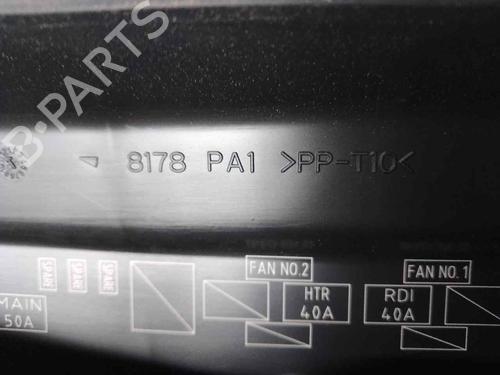 B-PARTS
8178 PA1 >PP-T10<
SPARE SPARE SPARE
FAN NO.2
FAN NO.1
MAIN
50A
HTR
40A
RDI
40A